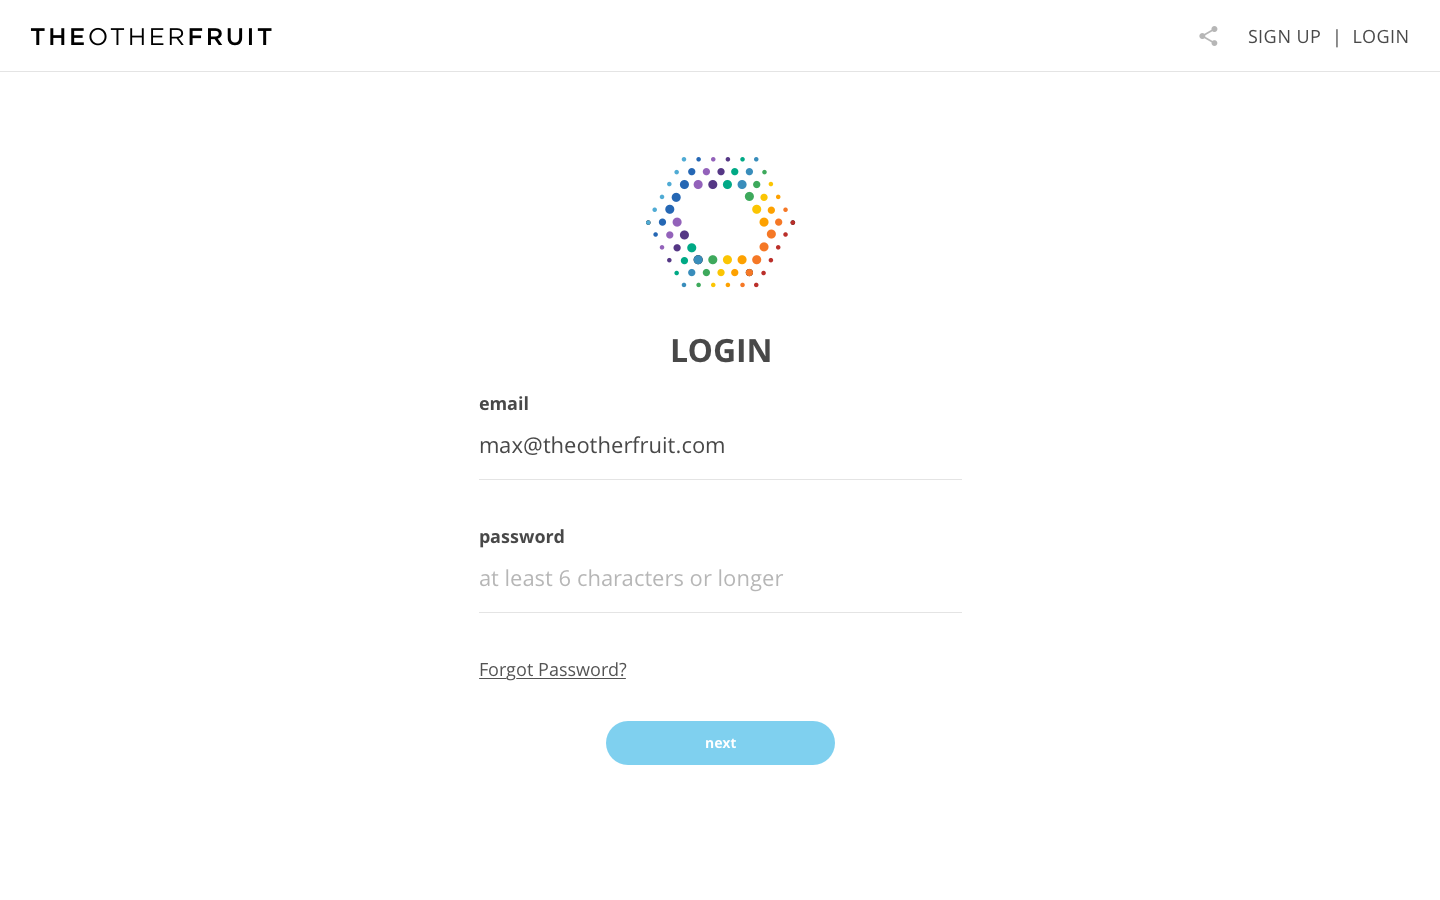 THEOTHERFRUIT
SIGN UP | LOGIN
LOGIN
email
max@theotherfruit.com
password
at least 6 characters or longer
Forgot Password?
next